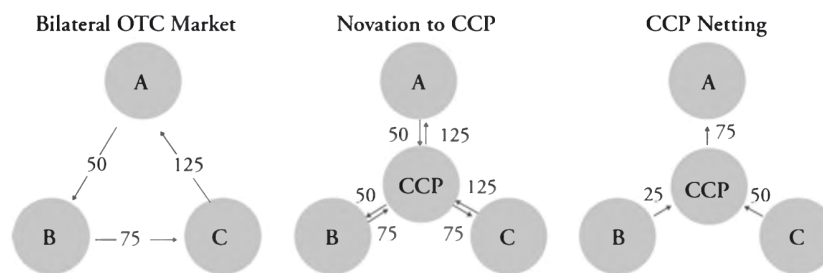 Bilateral OTC Market
A
50
125
B
75
C
Novation to CCP
A
50
125
CCP
50
125
B
75
75
C
CCP Netting
A
75
CCP
25
50
B
C